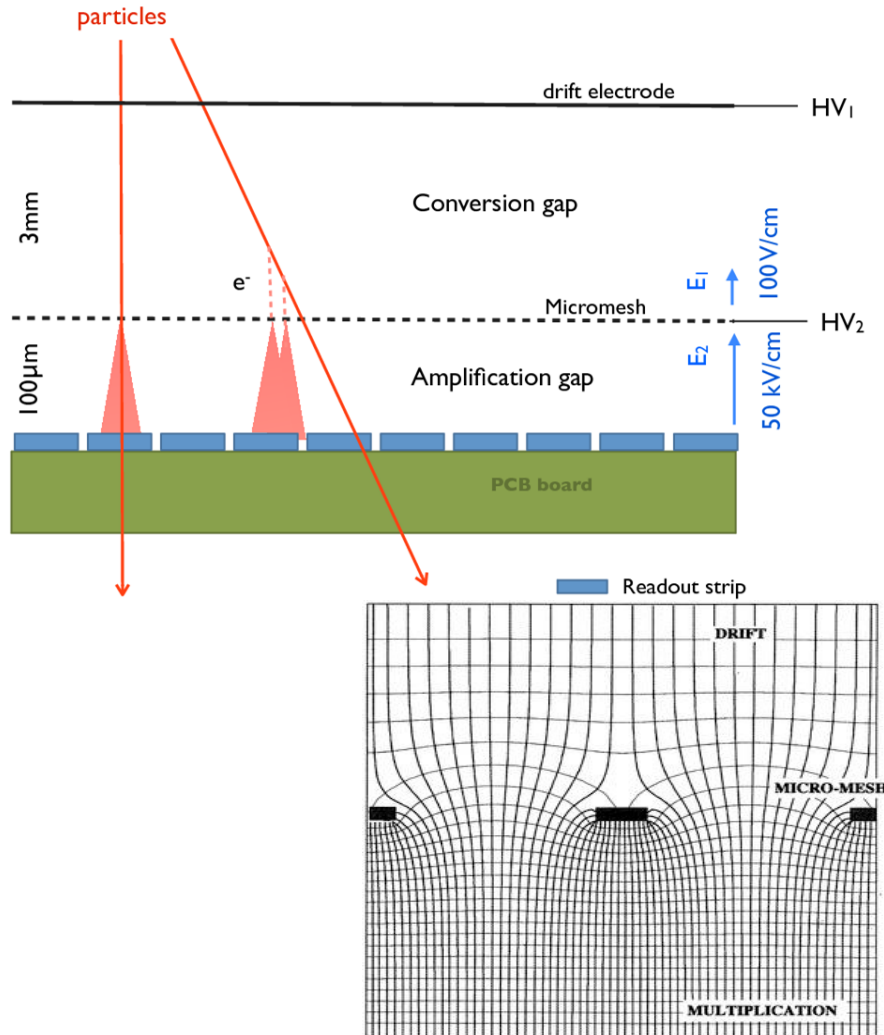 particles
drift electrode
HV₁
3mm
Conversion gap
E₁
100 V/cm
e⁻
Micromesh
HV₂
100μm
Amplification gap
E₂
50 kV/cm
PCB board
Readout strip
DRIFT
MICRO-MESH
MULTIPLICATION